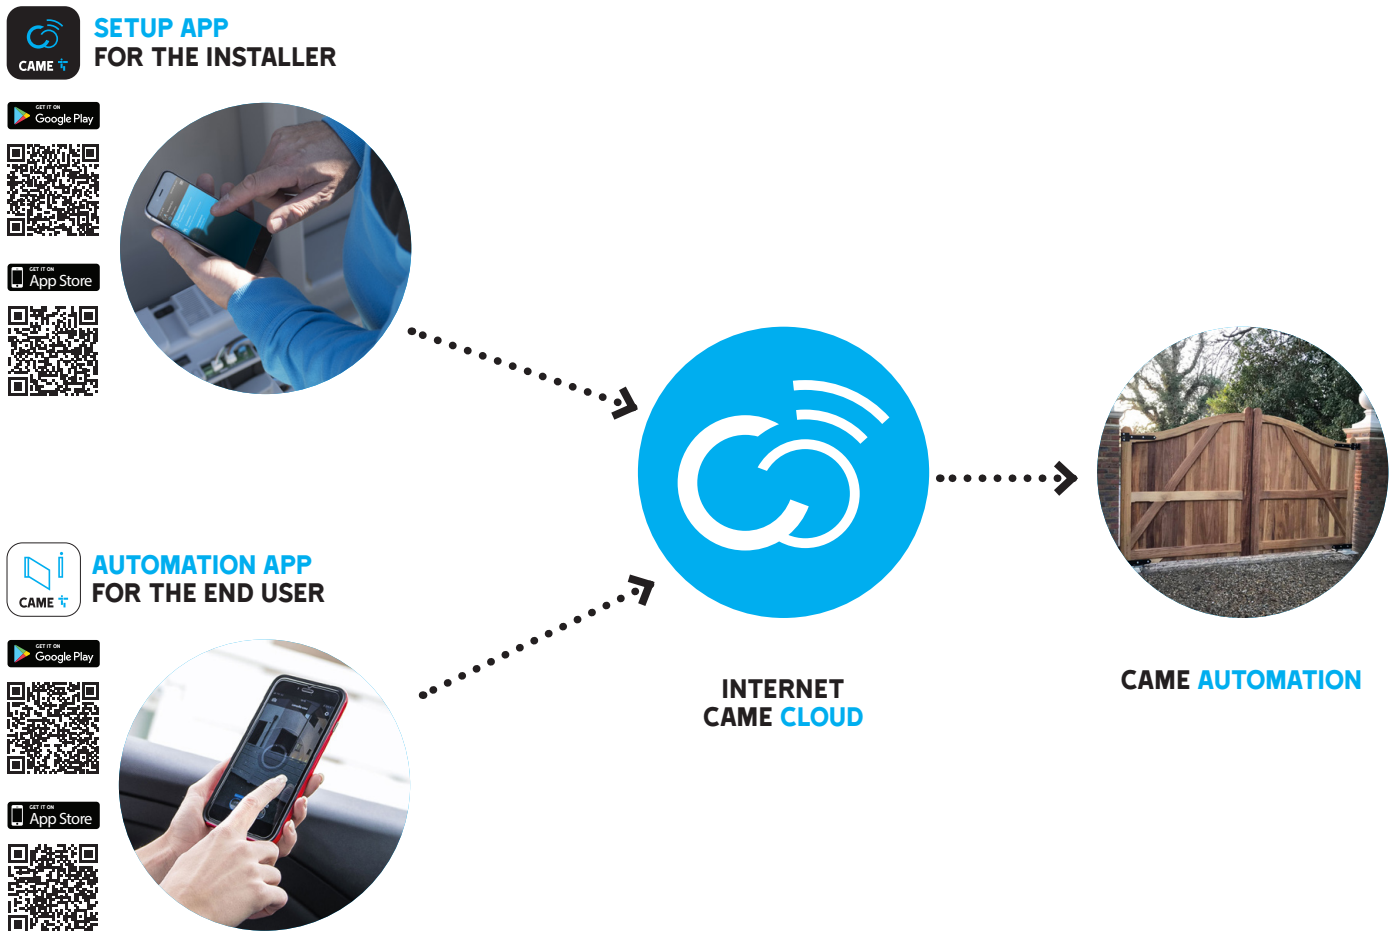 SETUP APP
FOR THE INSTALLER
CAME
GET IT ON
Google Play
GET IT ON
App Store
AUTOMATION APP
FOR THE END USER
CAME
GET IT ON
Google Play
GET IT ON
App Store
INTERNET
CAME CLOUD
CAME AUTOMATION